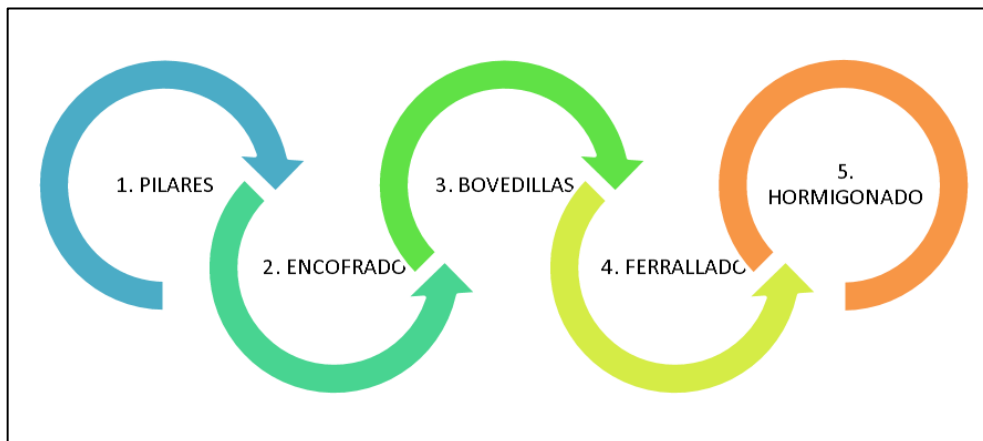 1. PILARES
2. ENCOFRADO
3. BOVEDILLAS
4. FERRALLADO
5.
HORMIGONADO